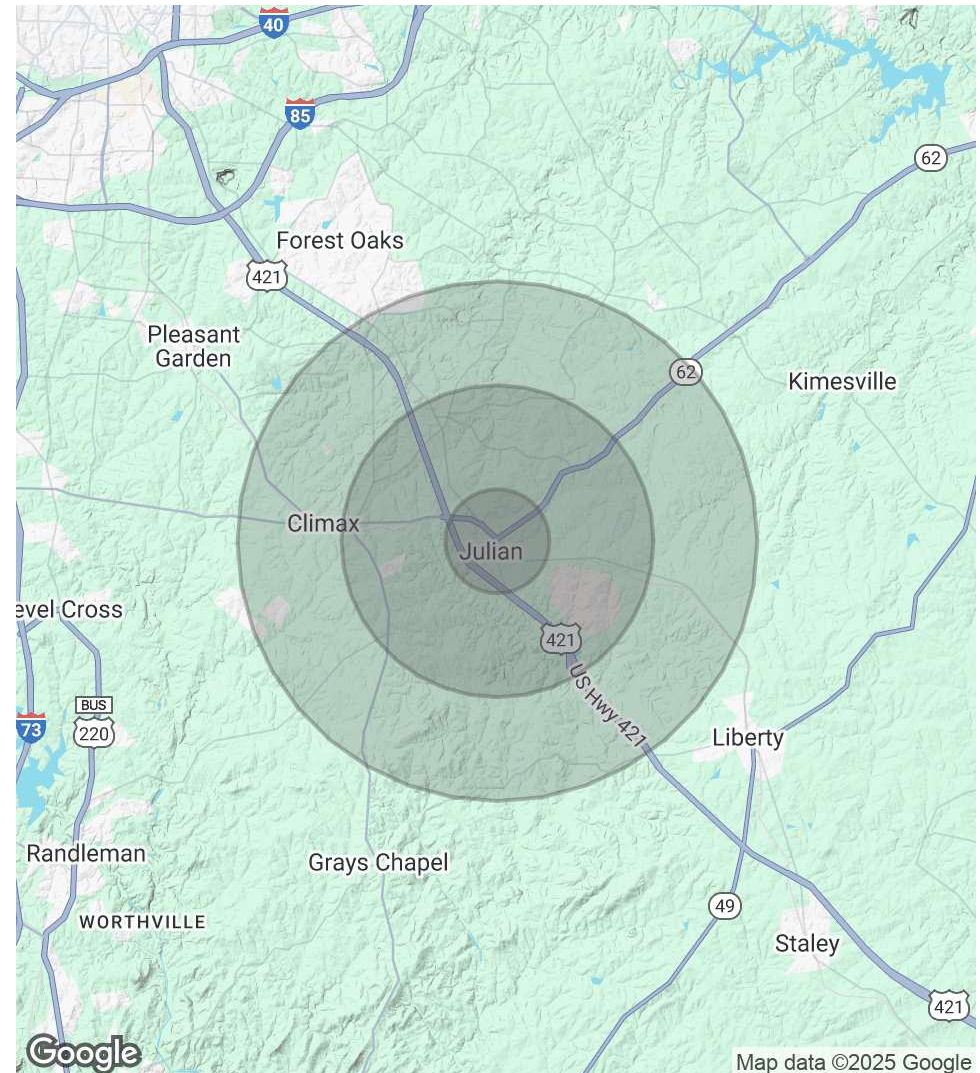 40
85
62
Forest Oaks
421
Pleasant
Garden
62
Kimesville
Climax
Julian
evel Cross
421
US Hwy 421
BUS
220
73
Liberty
Randleman
Grays Chapel
49
WORTHVILLE
Staley
421
Google
Map data ©2025 Google